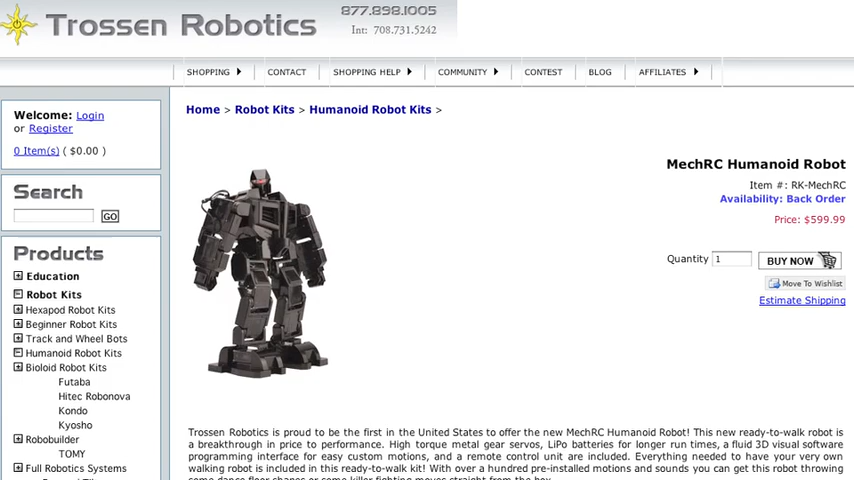 Trossen Robotics
877.898.1005
Int: 708.731.5242
SHOPPING
CONTACT
SHOPPING HELP
COMMUNITY
CONTEST
BLOG
AFFILIATES
Welcome: Login
or Register
0 Item(s) ( $0.00 )
Search
GO
Products
Education
Robot Kits
Hexapod Robot Kits
Beginner Robot Kits
Track and Wheel Bots
Humanoid Robot Kits
Bioloid Robot Kits
Futaba
Hitec Robonova
Kondo
Kyosho
Robobuilder
TOMY
Full Robotics Systems
Home > Robot Kits > Humanoid Robot Kits >
MechRC Humanoid Robot
Item #: RK-MechRC
Availability: Back Order
Price: $599.99
Quantity 1 BUY NOW
Move To Wishlist
Estimate Shipping
Trossen Robotics is proud to be the first in the United States to offer the new MechRC Humanoid Robot! This new ready-to-walk robot is
a breakthrough in price to performance. High torque metal gear servos, LiPo batteries for longer run times, a fluid 3D visual software
programming interface for easy custom motions, and a remote control unit are included. Everything needed to have your very own
walking robot is included in this ready-to-walk kit! With over a hundred pre-installed motions and sounds you can get this robot throwing
some dance floor shapes or some killer fighting moves straight from the box